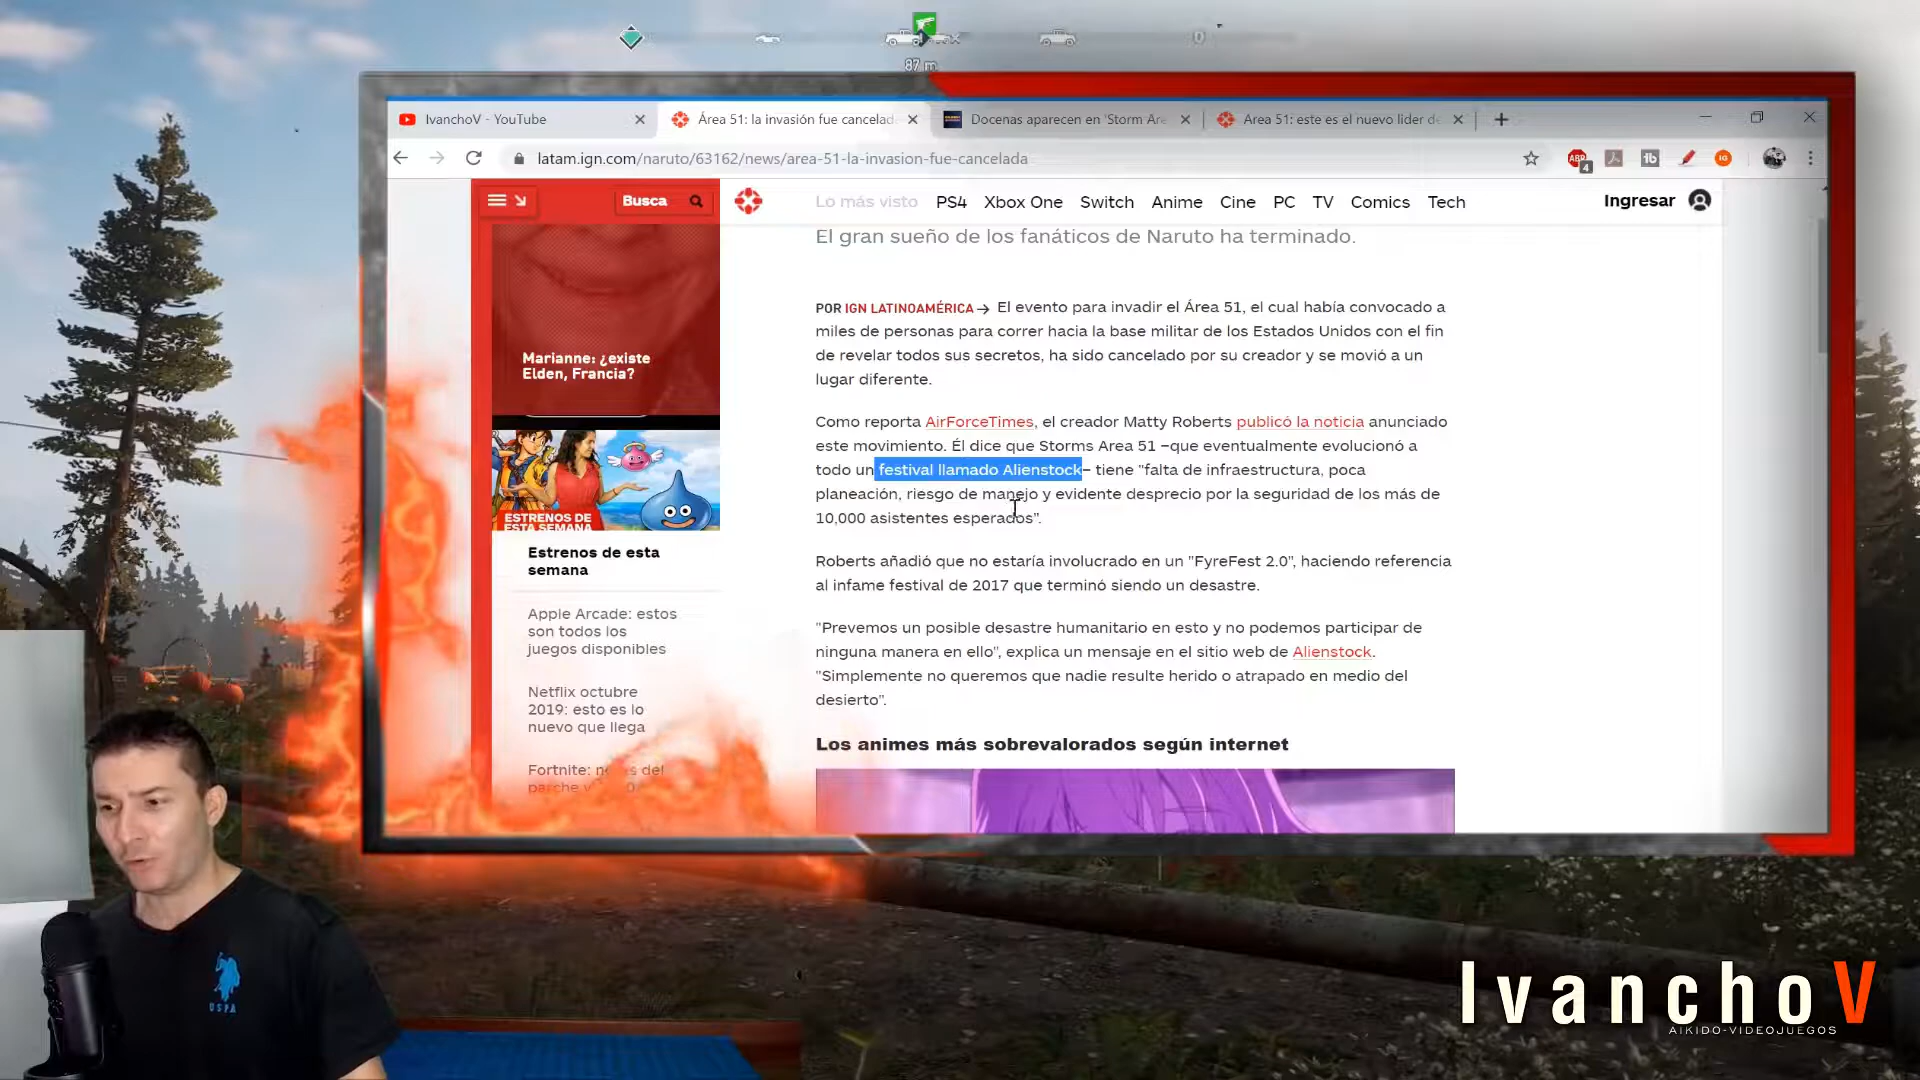 87 m
IvanchoV - YouTube
Área 51: la invasión fue cancelad
Docenas aparecen en 'Storm Are
Area 51: este es el nuevo líder de
latam.ign.com/naruto/63162/news/area-51-la-invasion-fue-cancelada
ABP
4
tb
IG
Busca
Lo más visto PS4 Xbox One Switch Anime Cine PC TV Comics Tech
Ingresar
El gran sueño de los fanáticos de Naruto ha terminado.
POR IGN LATINOAMÉRICA → El evento para invadir el Área 51, el cual había convocado a
miles de personas para correr hacia la base militar de los Estados Unidos con el fin
de revelar todos sus secretos, ha sido cancelado por su creador y se movió a un
lugar diferente.
Como reporta AirForceTimes, el creador Matty Roberts publicó la noticia anunciado
este movimiento. Él dice que Storms Area 51 –que eventualmente evolucionó a
todo un festival llamado Alienstock– tiene "falta de infraestructura, poca
planeación, riesgo de manejo y evidente desprecio por la seguridad de los más de
10,000 asistentes esperados".
Roberts añadió que no estaría involucrado en un "FyreFest 2.0", haciendo referencia
al infame festival de 2017 que terminó siendo un desastre.
"Prevemos un posible desastre humanitario en esto y no podemos participar de
ninguna manera en ello", explica un mensaje en el sitio web de Alienstock.
"Simplemente no queremos que nadie resulte herido o atrapado en medio del
desierto".
Los animes más sobrevalorados según internet
Marianne: ¿existe
Elden, Francia?
ESTRENOS DE
ESTA SEMANA
Estrenos de esta
semana
Apple Arcade: estos
son todos los
juegos disponibles
Netflix octubre
2019: esto es lo
nuevo que llega
Fortnite: del
parche
USPA
IvanchoV
AIKIDO-VIDEOJUEGOS